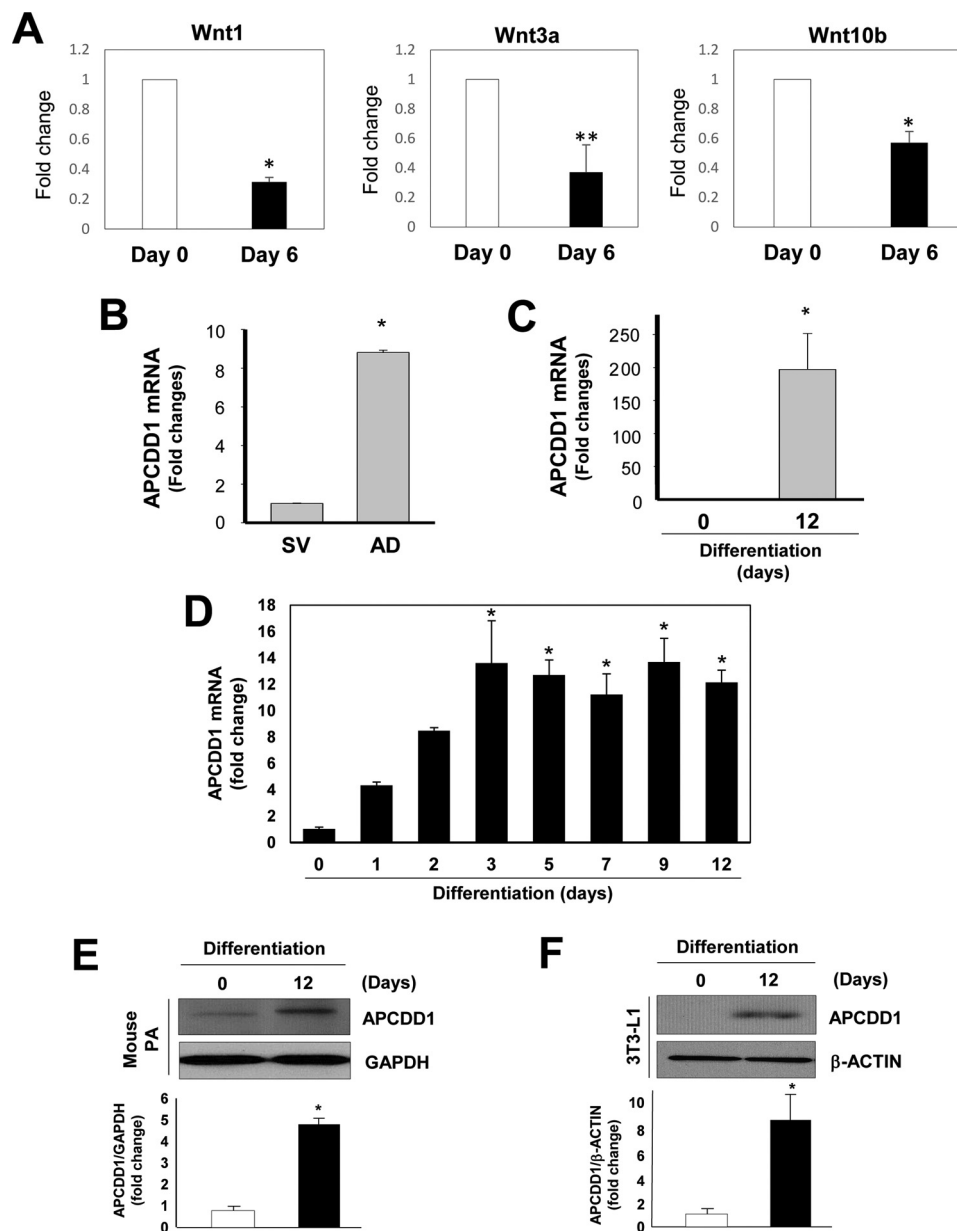 A
Wnt1
Fold change
1.2
1
0.8
0.6
0.4
0.2
0
*
Day 0 Day 6
Wnt3a
Fold change
1.2
1
0.8
0.6
0.4
0.2
0
**
Day 0 Day 6
Wnt10b
Fold change
1.2
1
0.8
0.6
0.4
0.2
0
*
Day 0 Day 6
B
APCDD1 mRNA
(Fold changes)
10
8
6
4
2
0
*
SV AD
C
APCDD1 mRNA
(Fold changes)
250
200
150
100
50
0
*
0 12
Differentiation
(days)
D
APCDD1 mRNA
(fold change)
18
16
14
12
10
8
6
4
2
0
* * * * *
0 1 2 3 5 7 9 12
Differentiation (days)
E
Differentiation
0 12 (Days)
Mouse
PA
APCDD1
GAPDH
APCDD1/GAPDH
(fold change)
6
5
4
3
2
1
0
*
F
Differentiation
0 12 (Days)
3T3-L1
APCDD1
β-ACTIN
APCDD1/β-ACTIN
(fold change)
10
8
6
4
2
0
*